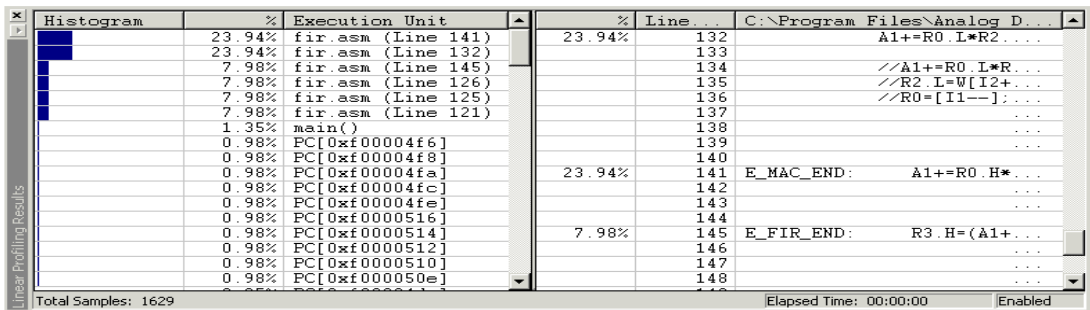 Histogram % Execution Unit
23.94% fir.asm (Line 141)
23.94% fir.asm (Line 132)
7.98% fir.asm (Line 145)
7.98% fir.asm (Line 126)
7.98% fir.asm (Line 125)
7.98% fir.asm (Line 121)
1.35% main()
0.98% PC[0xf00004f6]
0.98% PC[0xf00004f8]
0.98% PC[0xf00004fa]
0.98% PC[0xf00004fc]
0.98% PC[0xf00004fe]
0.98% PC[0xf0000516]
0.98% PC[0xf0000514]
0.98% PC[0xf0000512]
0.98% PC[0xf0000510]
0.98% PC[0xf000050e]
% Line... C:\Program Files\Analog D...
23.94% 132 A1+=R0.L*R2....
133
134 //A1+=R0.L*R...
135 //R2.L=W[I2+...
136 //R0=[I1--];...
137 ...
138 ...
139 ...
140
23.94% 141 E_MAC_END: A1+=R0.H*...
142 ...
143 ...
144
7.98% 145 E_FIR_END: R3.H=(A1+...
146 ...
147 ...
148 ...
Linear Profiling Results
Total Samples: 1629
Elapsed Time: 00:00:00
Enabled